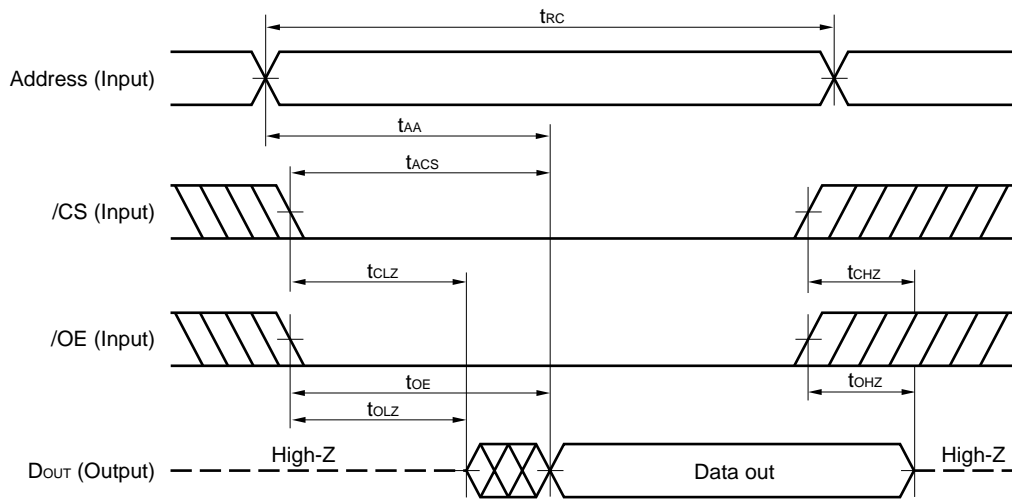 tRC
Address (Input)
tAA
tACS
/CS (Input)
tCLZ
tCHZ
/OE (Input)
tOE
tOHZ
tOLZ
High-Z
High-Z
DOUT (Output)
Data out